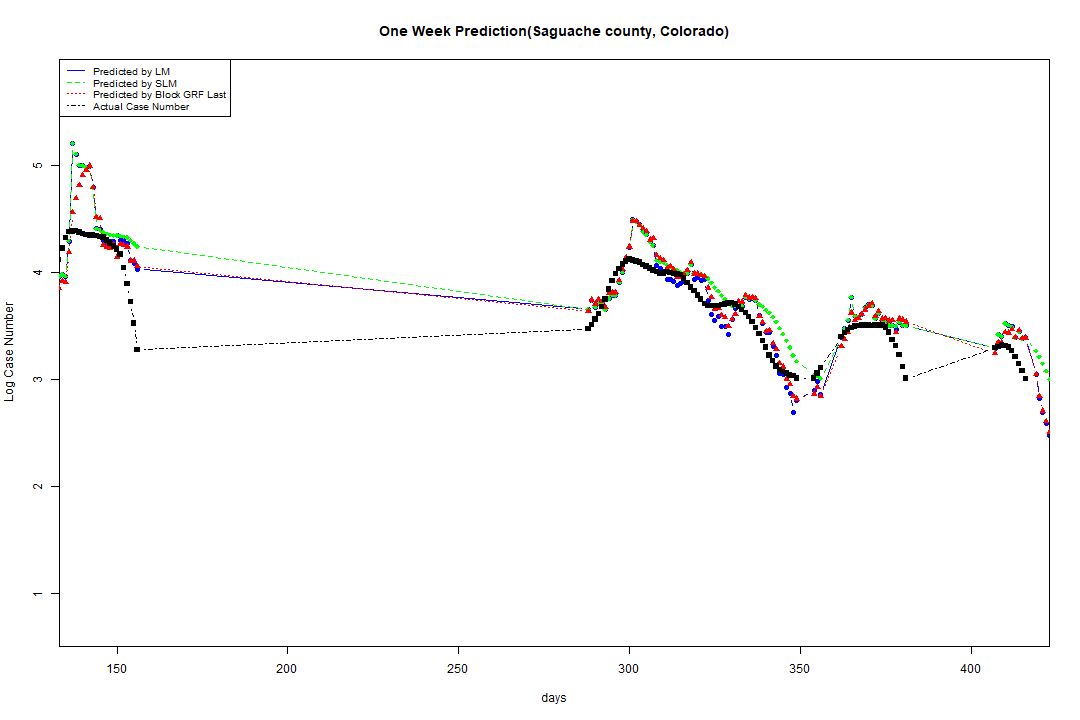 One Week Prediction(Saguache county, Colorado)
Predicted by LM
Predicted by SLM
Predicted by Block GRF Last
Actual Case Number
Log Case Number
5
4
3
2
1
150 200 250 300 350 400
days